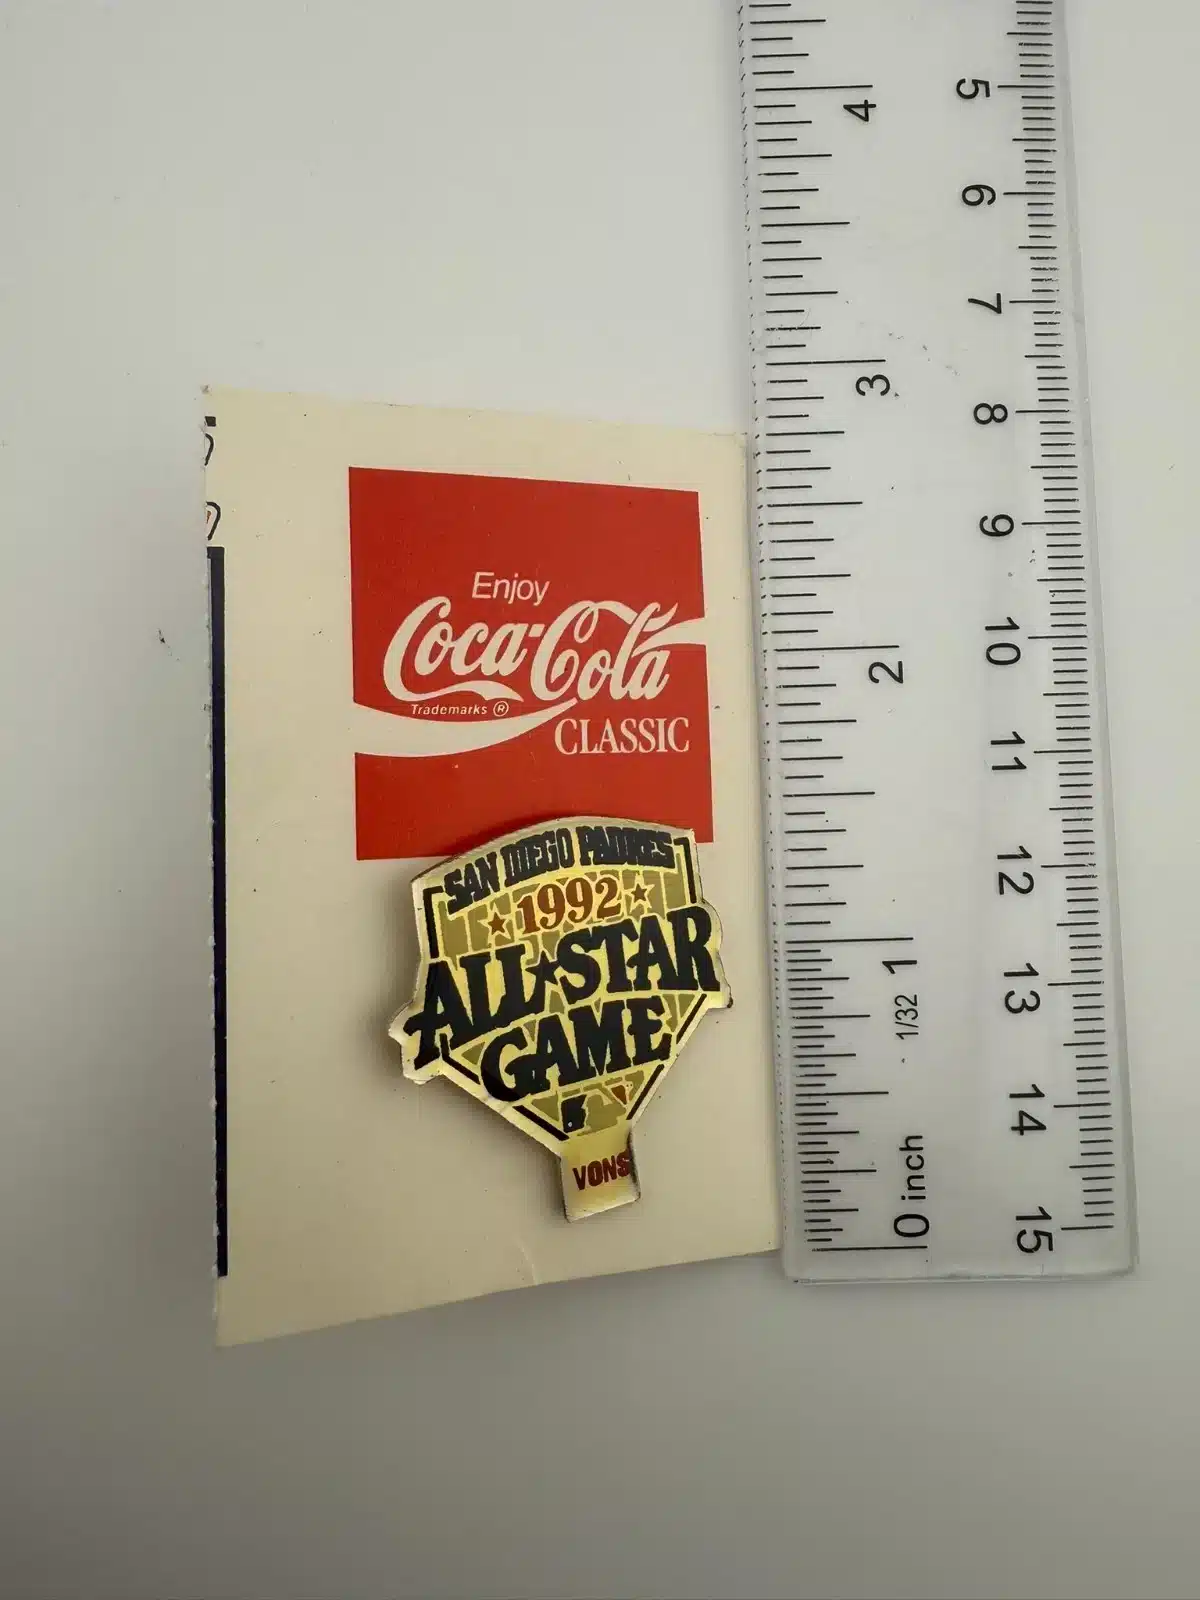 Enjoy
Coca-Cola
Trademarks ®
CLASSIC
SAN DIEGO PADRES
1992
ALL★STAR
GAME
VONS
4
3
2
1
1/32
0 inch
5
6
7
8
9
10
11
12
13
14
15